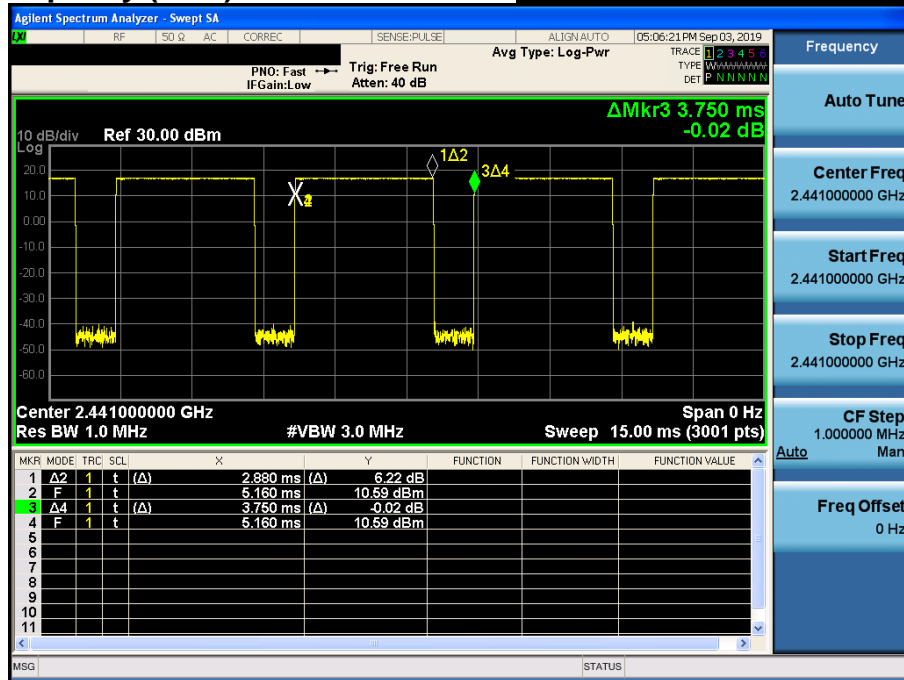 Agilent Spectrum Analyzer - Swept SA
LXI RF 50 Ω AC CORREC SENSE:PULSE ALIGN AUTO 05:06:21PM Sep 03, 2019
Avg Type: Log-Pwr
TRACE 1 2 3 4 5 6
PNO: Fast Trig: Free Run
TYPE WWWWWW
IFGain:Low Atten: 40 dB
DET P N N N N N
ΔMkr3 3.750 ms
-0.02 dB
10 dB/div Ref 30.00 dBm
Log
1Δ2
3Δ4
20.0
10.0
0.00
-10.0
-20.0
-30.0
-40.0
-50.0
-60.0
Center 2.441000000 GHz Span 0 Hz
Res BW 1.0 MHz #VBW 3.0 MHz Sweep 15.00 ms (3001 pts)
MKR MODE TRC SCL X Y FUNCTION FUNCTION WIDTH FUNCTION VALUE
1 Δ2 1 t (Δ) 2.880 ms (Δ) 6.22 dB
2 F 1 t 5.160 ms 10.59 dBm
3 Δ4 1 t (Δ) 3.750 ms (Δ) -0.02 dB
4 F 1 t 5.160 ms 10.59 dBm
5
6
7
8
9
10
11
MSG STATUS
Frequency
Auto Tune
Center Freq
2.441000000 GHz
Start Freq
2.441000000 GHz
Stop Freq
2.441000000 GHz
CF Step
1.000000 MHz
Auto Man
Freq Offset
0 Hz